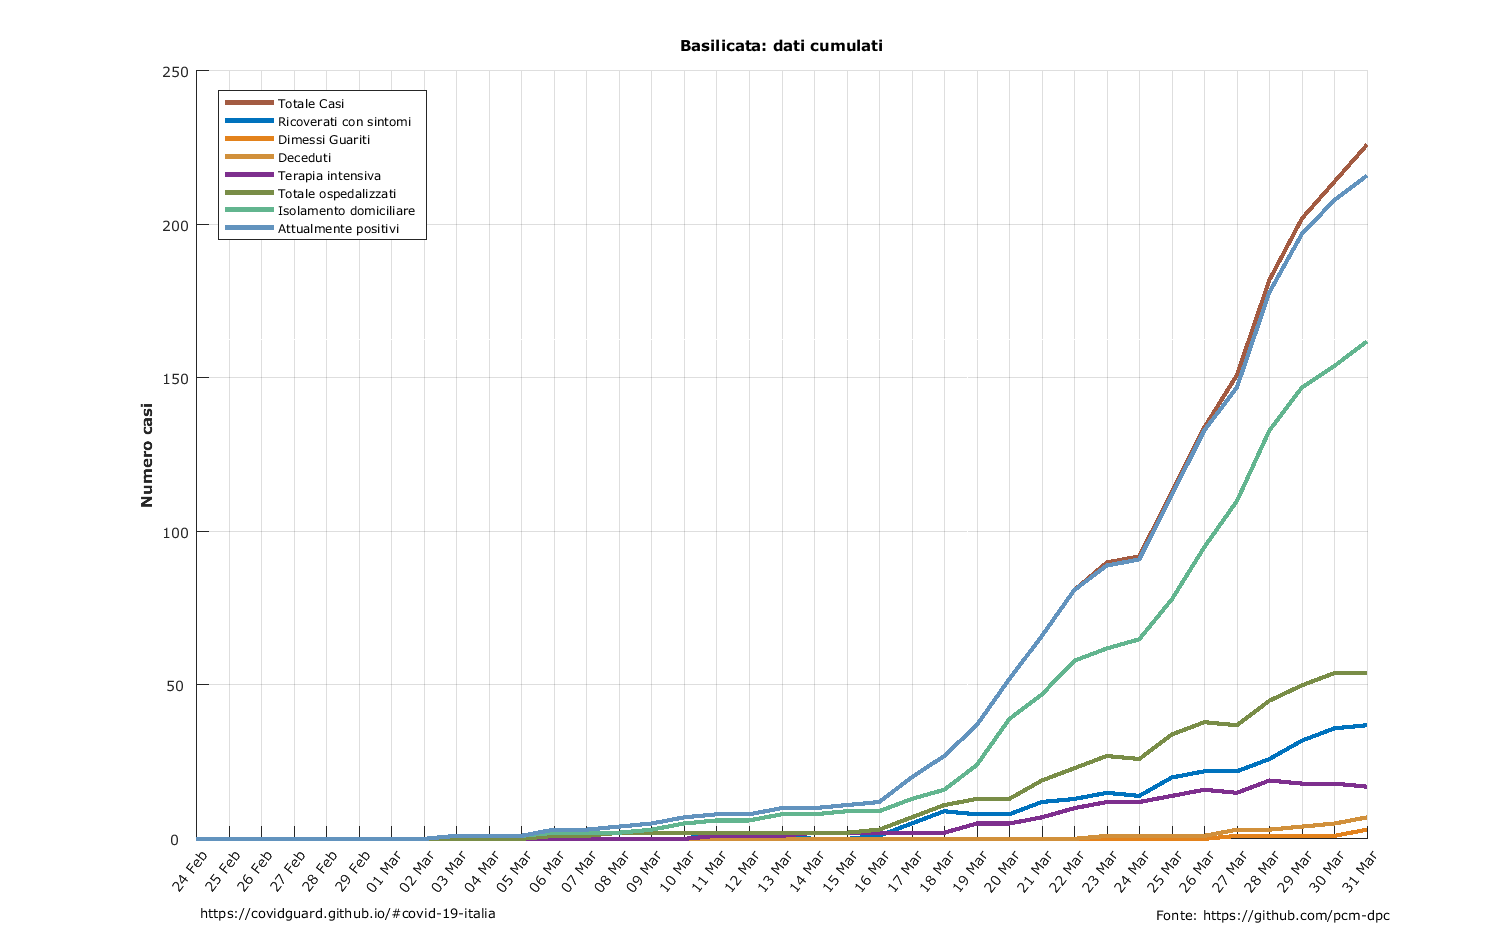 Basilicata: dati cumulati
250
200
150
100
50
0
Numero casi
Totale Casi
Ricoverati con sintomi
Dimessi Guariti
Deceduti
Terapia intensiva
Totale ospedalizzati
Isolamento domiciliare
Attualmente positivi
24 Feb
25 Feb
26 Feb
27 Feb
28 Feb
29 Feb
01 Mar
02 Mar
03 Mar
04 Mar
05 Mar
06 Mar
07 Mar
08 Mar
09 Mar
10 Mar
11 Mar
12 Mar
13 Mar
14 Mar
15 Mar
16 Mar
17 Mar
18 Mar
19 Mar
20 Mar
21 Mar
22 Mar
23 Mar
24 Mar
25 Mar
26 Mar
27 Mar
28 Mar
29 Mar
30 Mar
31 Mar
https://covidguard.github.io/#covid-19-italia
Fonte: https://github.com/pcm-dpc